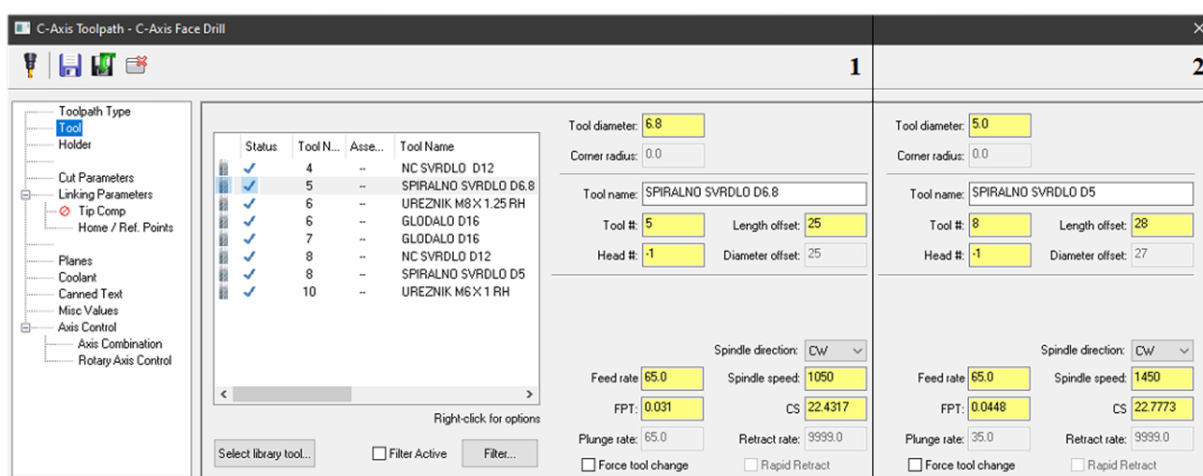 C-Axis Toolpath - C-Axis Face Drill
1
2
Toolpath Type
Tool
Holder
Cut Parameters
Linking Parameters
Tip Comp
Home / Ref. Points
Planes
Coolant
Canned Text
Misc Values
Axis Control
Axis Combination
Rotary Axis Control
Status Tool N... Asse... Tool Name
4 -- NC SVRDLO D12
5 -- SPIRALNO SVRDLO D6.8
6 -- UREZNIK M8 X 1.25 RH
6 -- GLODALO D16
7 -- GLODALO D16
8 -- NC SVRDLO D12
8 -- SPIRALNO SVRDLO D5
10 -- UREZNIK M6 X 1 RH
Right-click for options
Select library tool... Filter Active Filter...
Tool diameter: 6.8
Corner radius: 0.0
Tool name: SPIRALNO SVRDLO D6.8
Tool #: 5 Length offset: 25
Head #: -1 Diameter offset: 25
Spindle direction: CW
Feed rate 65.0 Spindle speed: 1050
FPT: 0.031 CS 22.4317
Plunge rate: 65.0 Retract rate: 9999.0
Force tool change Rapid Retract
Tool diameter: 5.0
Corner radius: 0.0
Tool name: SPIRALNO SVRDLO D5
Tool #: 8 Length offset: 28
Head #: -1 Diameter offset: 27
Spindle direction: CW
Feed rate 65.0 Spindle speed: 1450
FPT: 0.0448 CS 22.7773
Plunge rate: 35.0 Retract rate: 9999.0
Force tool change Rapid Retract